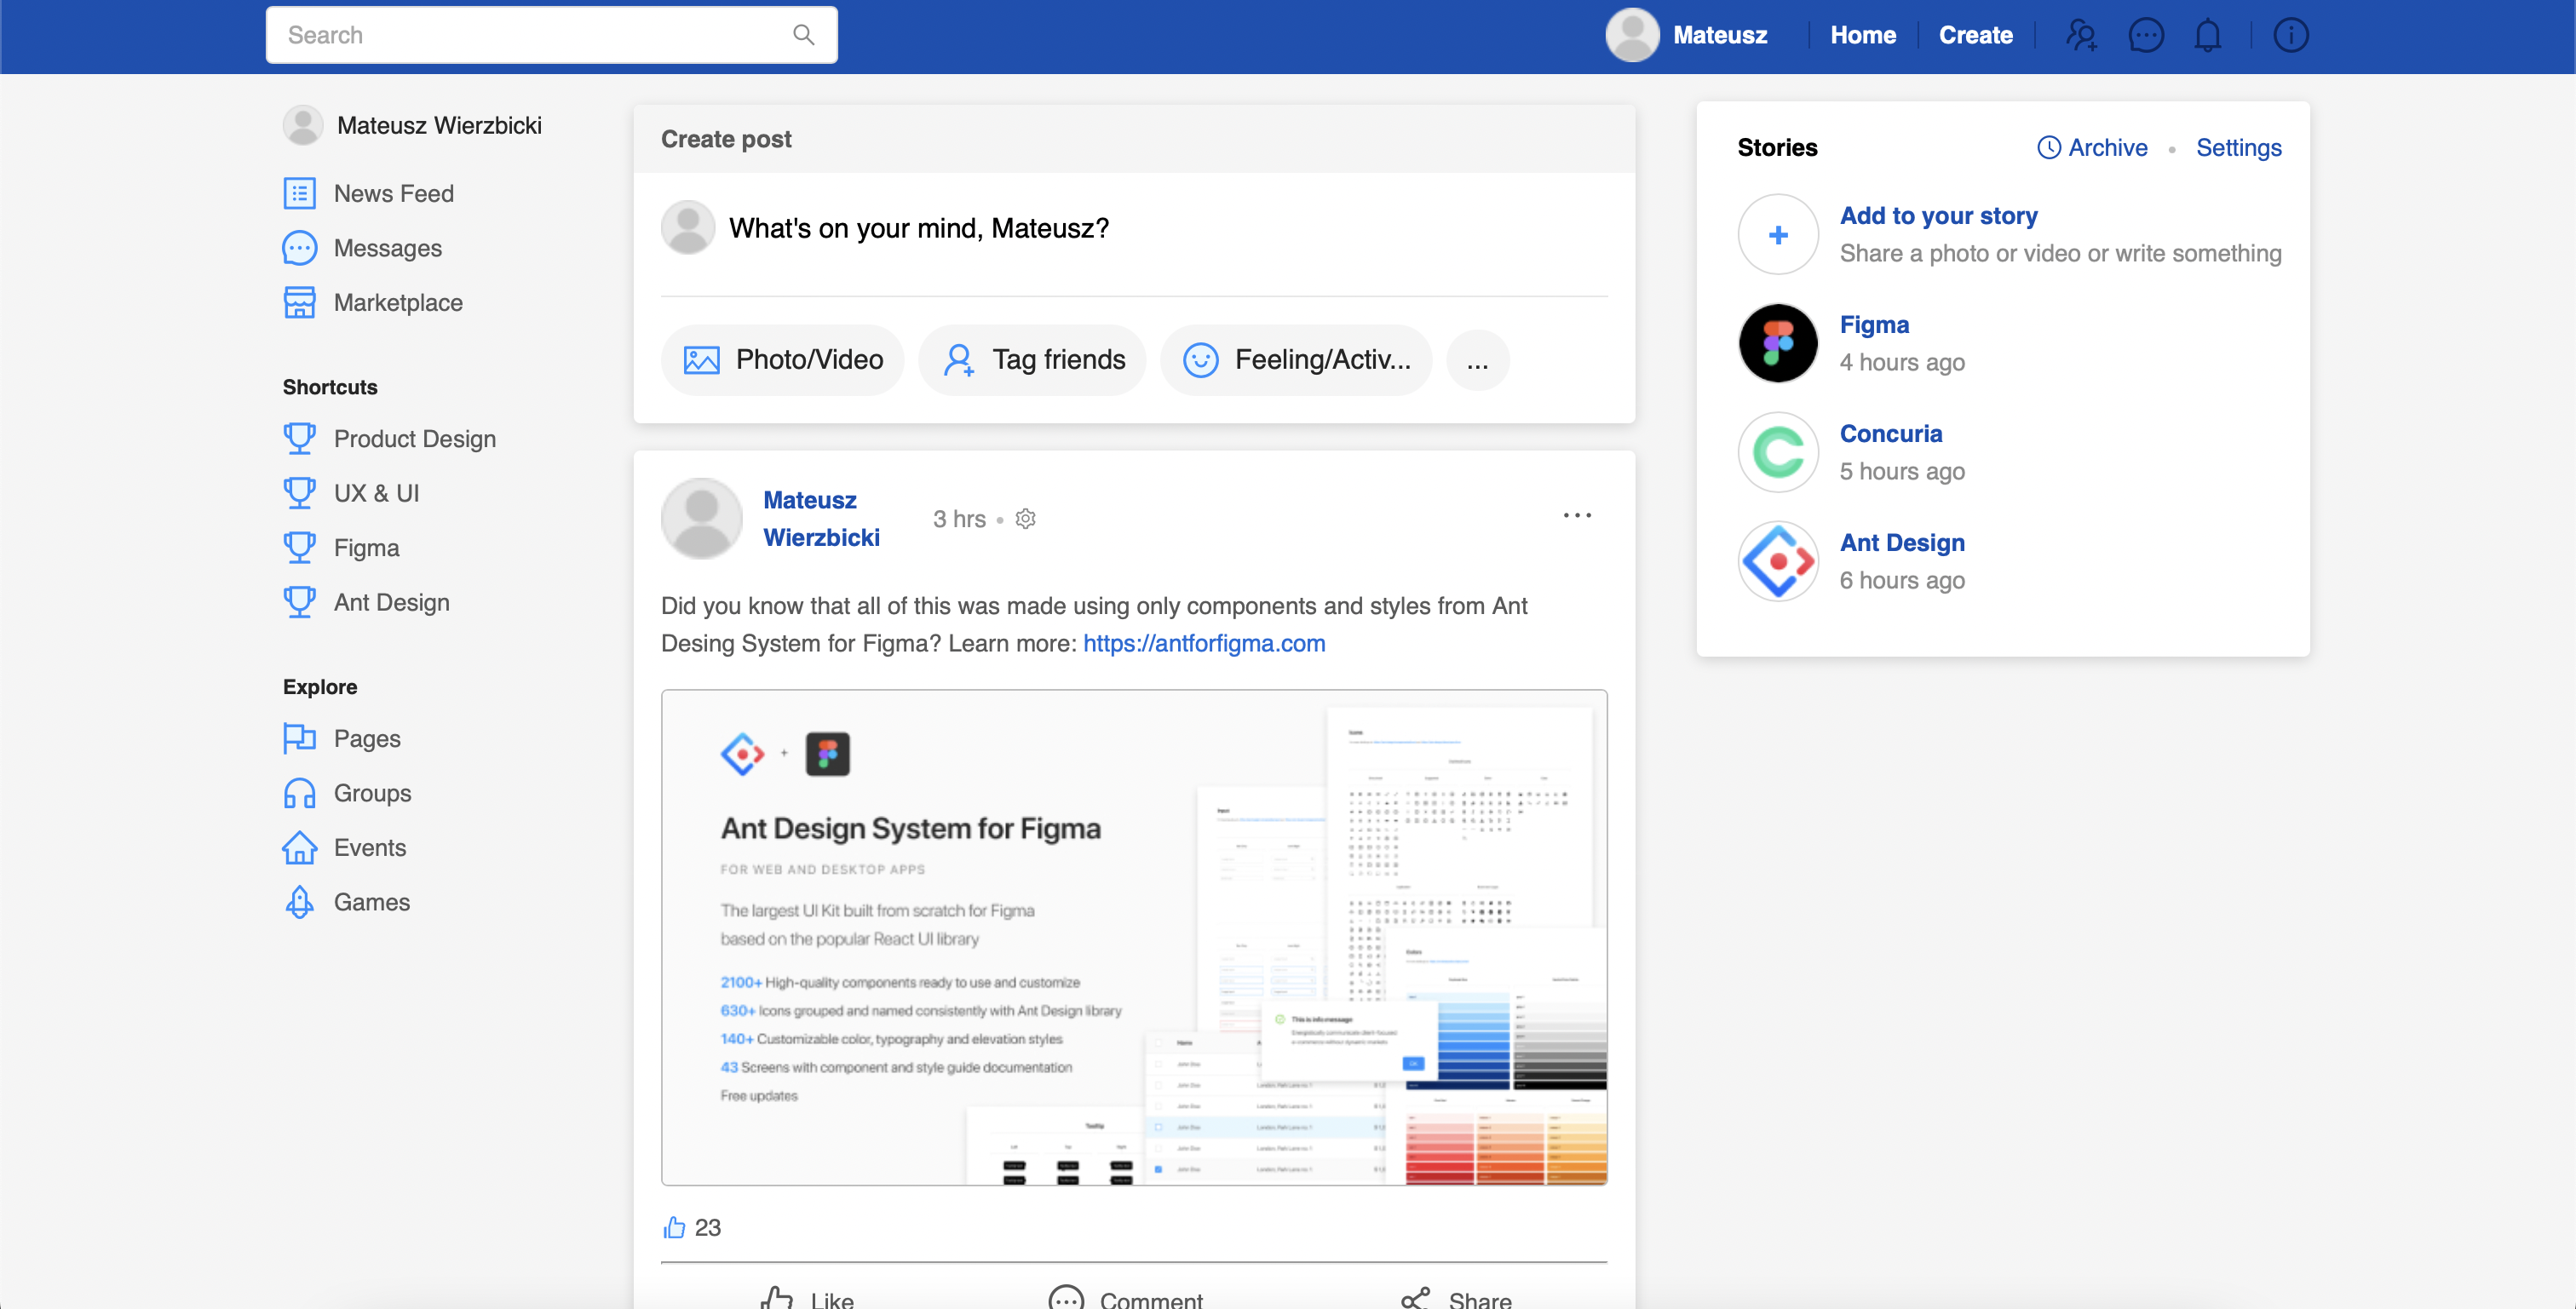 Search
Mateusz
Home
Create
Mateusz Wierzbicki
News Feed
Messages
Marketplace
Shortcuts
Product Design
UX & UI
Figma
Ant Design
Explore
Pages
Groups
Events
Games
Create post
What's on your mind, Mateusz?
Photo/Video
Tag friends
Feeling/Activ...
...
Mateusz
Wierzbicki
3 hrs
Did you know that all of this was made using only components and styles from Ant
Desing System for Figma? Learn more: https://antforfigma.com
+
Ant Design System for Figma
FOR WEB AND DESKTOP APPS
The largest UI Kit built from scratch for Figma
based on the popular React UI library
2100+ High-quality components ready to use and customize
630+ Icons grouped and named consistently with Ant Design library
140+ Customizable color, typography and elevation styles
43 Screens with component and style guide documentation
Free updates
This is info message
23
Like
Comment
Share
Stories
Archive
Settings
Add to your story
Share a photo or video or write something
Figma
4 hours ago
Concuria
5 hours ago
Ant Design
6 hours ago